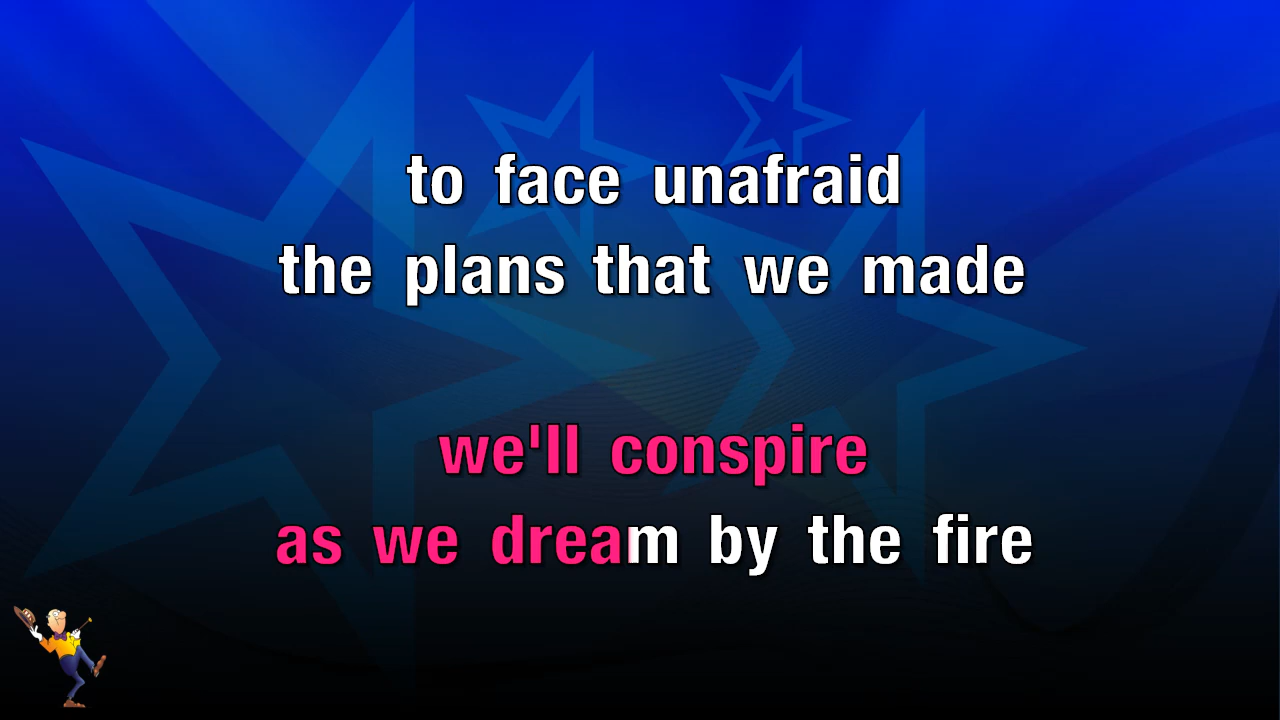 to face unafraid
the plans that we made
we'll conspire
as we dream by the fire